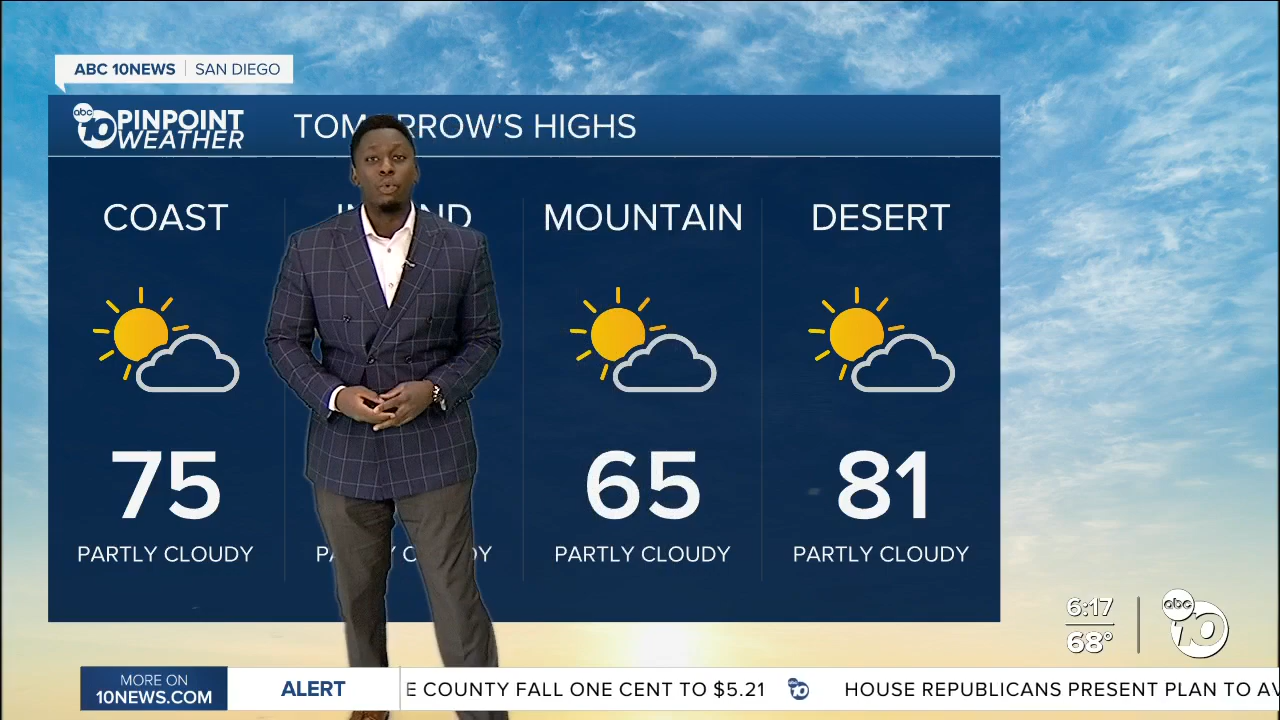 ABC 10NEWS | SAN DIEGO
abc 10 PINPOINT WEATHER
TOM RROW'S HIGHS
COAST
75
PARTLY CLOUDY
MOUNTAIN
65
PARTLY CLOUDY
DESERT
81
PARTLY CLOUDY
6:17
68°
abc 10
MORE ON
10NEWS.COM
ALERT
E COUNTY FALL ONE CENT TO $5.21
abc 10
HOUSE REPUBLICANS PRESENT PLAN TO AV